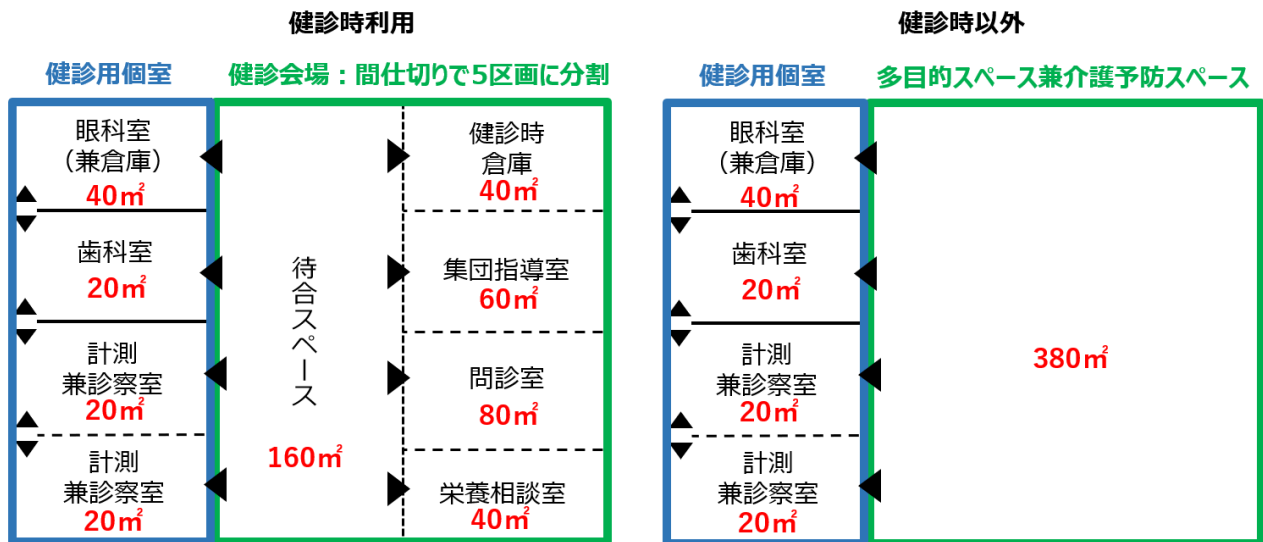 健診時利用
健診用個室
健診会場：間仕切りで5区画に分割
眼科室
（兼倉庫）
40㎡
歯科室
20㎡
計測
兼診察室
20㎡
計測
兼診察室
20㎡
待合スペース
160㎡
健診時
倉庫
40㎡
集団指導室
60㎡
問診室
80㎡
栄養相談室
40㎡
健診時以外
健診用個室
多目的スペース兼介護予防スペース
眼科室
（兼倉庫）
40㎡
歯科室
20㎡
計測
兼診察室
20㎡
計測
兼診察室
20㎡
380㎡